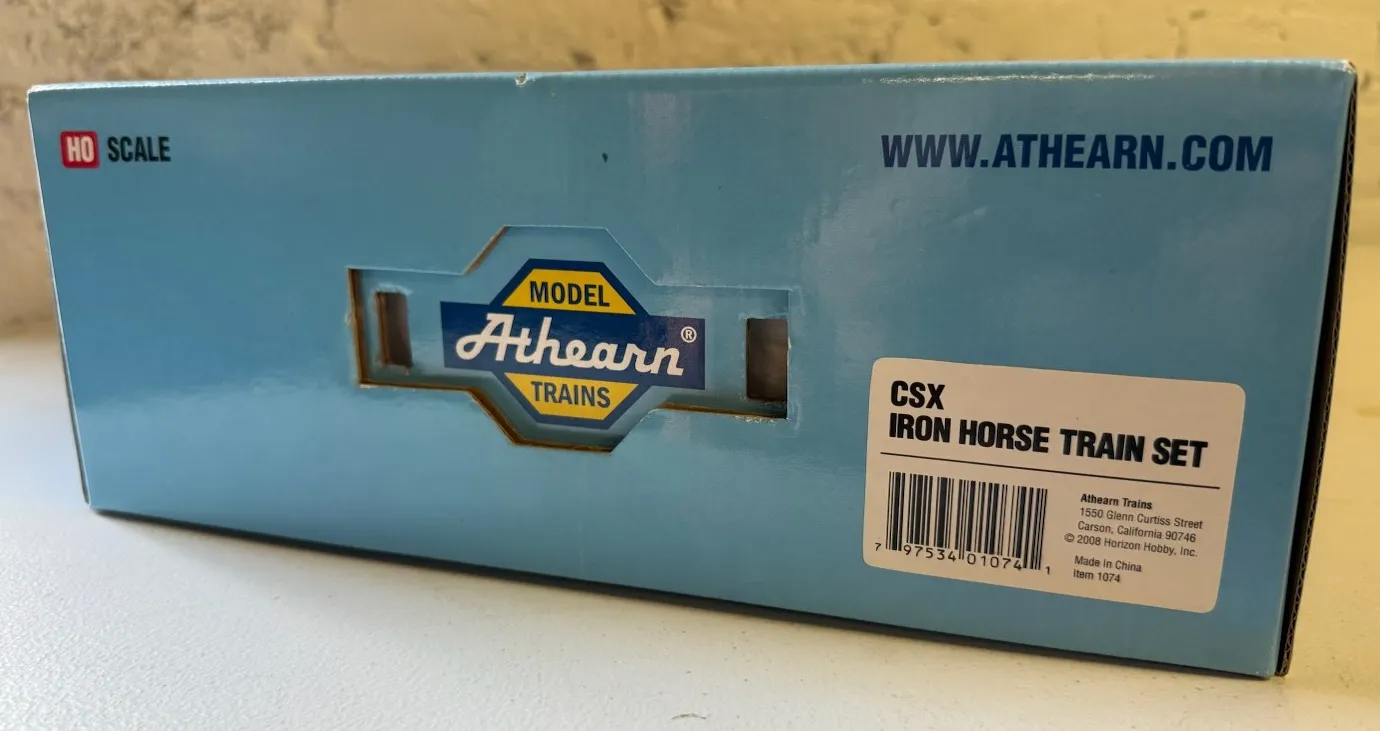 HO SCALE
WWW.ATHEARN.COM
MODEL
Athearn®
TRAINS
CSX
IRON HORSE TRAIN SET
Athearn Trains
1550 Glenn Curtiss Street
Carson, California 90746
© 2008 Horizon Hobby, Inc.
Made in China
Item 1074
7 97534 01074 1